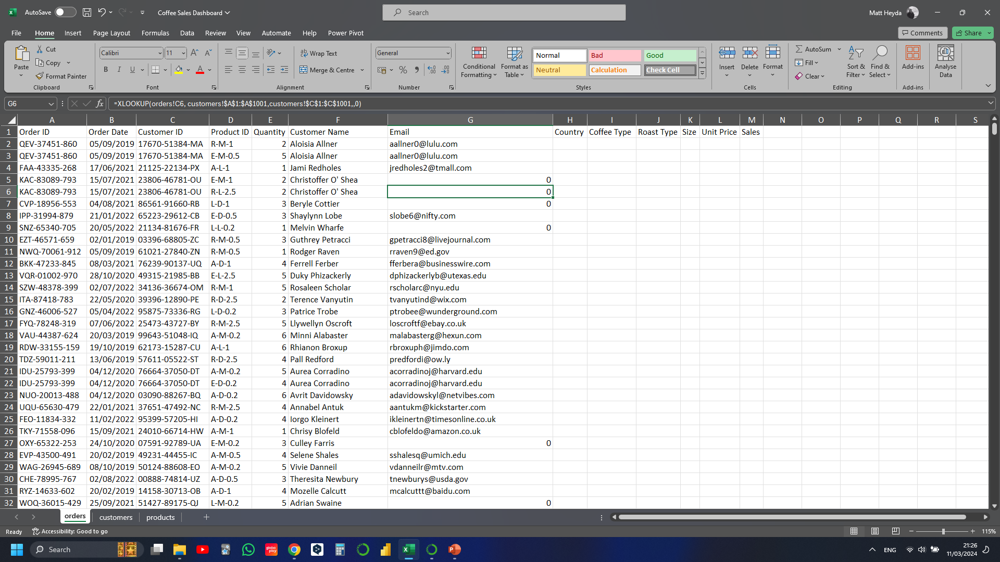 AutoSave Coffee Sales Dashboard Search Matt Heyda
File Home Insert Page Layout Formulas Data Review View Automate Help Power Pivot Comments Share
Paste Cut Copy Format Painter Clipboard
Calibri 11 B I U Font
Wrap Text Merge & Centre Alignment
General % Number
Conditional Formatting Format as Table Normal Bad Good Neutral Calculation Check Cell Styles
Insert Delete Format Cells
AutoSum Fill Clear Sort & Filter Find & Select Editing
Add-ins Add-ins Analyse Data
G6 fx =XLOOKUP(orders!C6, customers!$A$1:$A$1001,customers!$C$1:$C$1001,,0)
A B C D E F G H I J K L M N O P Q R S
1 Order ID Order Date Customer ID Product ID Quantity Customer Name Email Country Coffee Type Roast Type Size Unit Price Sales
2 QEV-37451-860 05/09/2019 17670-51384-MA R-M-1 2 Aloisia Allner aallner0@lulu.com
3 QEV-37451-860 05/09/2019 17670-51384-MA E-M-0.5 5 Aloisia Allner aallner0@lulu.com
4 FAA-43335-268 17/06/2021 21125-22134-PX A-L-1 1 Jami Redholes jredholes2@tmall.com
5 KAC-83089-793 15/07/2021 23806-46781-OU E-M-1 2 Christoffer O' Shea 0
6 KAC-83089-793 15/07/2021 23806-46781-OU R-L-2.5 2 Christoffer O' Shea 0
7 CVP-18956-553 04/08/2021 86561-91660-RB L-D-1 3 Beryle Cottier 0
8 IPP-31994-879 21/01/2022 65223-29612-CB E-D-0.5 3 Shaylynn Lobe slobe6@nifty.com
9 SNZ-65340-705 20/05/2022 21134-81676-FR L-L-0.2 1 Melvin Wharfe 0
10 EZT-46571-659 02/01/2019 03396-68805-ZC R-M-0.5 3 Guthrey Petracci gpetracci8@livejournal.com
11 NWQ-70061-912 05/09/2019 61021-27840-ZN R-M-0.5 1 Rodger Raven rraven9@ed.gov
12 BKK-47233-845 08/03/2021 76239-90137-UQ A-D-1 4 Ferrell Ferber fferbera@businesswire.com
13 VQR-01002-970 28/10/2020 49315-21985-BB E-L-2.5 5 Duky Phizackerly dphizackerlyb@utexas.edu
14 SZW-48378-399 02/07/2022 34136-36674-OM R-M-1 5 Rosaleen Scholar rscholarc@nyu.edu
15 ITA-87418-783 22/05/2020 39396-12890-PE R-D-2.5 2 Terence Vanyutin tvanyutind@wix.com
16 GNZ-46006-527 05/04/2022 95875-73336-RG L-D-0.2 3 Patrice Trobe ptrobee@wunderground.com
17 FYQ-78248-319 07/06/2022 25473-43727-BY R-M-2.5 5 Llywellyn Oscroft loscroftf@ebay.co.uk
18 VAU-44387-624 20/03/2019 99643-51048-IQ A-M-0.2 6 Minni Alabaster malabasterg@hexun.com
19 RDW-33155-159 19/10/2019 62173-15287-CU A-L-1 6 Rhianon Broxup rbroxuph@jimdo.com
20 TDZ-59011-211 13/06/2019 57611-05522-ST R-D-2.5 4 Pall Redford predfordi@ow.ly
21 IDU-25793-399 04/12/2020 76664-37050-DT A-M-0.2 5 Aurea Corradino acorradinoj@harvard.edu
22 IDU-25793-399 04/12/2020 76664-37050-DT E-D-0.2 4 Aurea Corradino acorradinoj@harvard.edu
23 NUO-20013-488 04/12/2020 03090-88267-BQ A-D-0.2 6 Avrit Davidowsky adavidowskyl@netvibes.com
24 UQU-65630-479 22/01/2021 37651-47492-NC R-M-2.5 4 Annabel Antuk aantukm@kickstarter.com
25 FEO-11834-332 11/02/2022 95399-57205-HI A-D-0.2 4 Iorgo Kleinert ikleinertn@timesonline.co.uk
26 TKY-71558-096 15/09/2021 24010-66714-HW A-M-1 1 Chrisy Blofeld cblofeldo@amazon.co.uk
27 OXY-65322-253 24/10/2020 07591-92789-UA E-M-0.2 3 Culley Farris 0
28 EVP-43500-491 20/02/2019 49231-44455-IC A-M-0.5 4 Selene Shales sshalesq@umich.edu
29 WAG-26945-689 08/10/2019 50124-88608-EO A-M-0.2 5 Vivie Danneil vdanneilr@mtv.com
30 CHE-78995-767 02/08/2022 00888-74814-UZ A-D-0.5 3 Theresita Newbury tnewburys@usda.gov
31 RYZ-14633-602 20/02/2019 14158-30713-OB A-D-1 4 Mozelle Calcutt mcalcuttt@baidu.com
32 WOQ-36015-429 25/09/2021 51427-89175-QJ L-M-0.2 5 Adrian Swaine 0
orders customers products
Ready Accessibility: Good to go 115%
Search globo play ENG 21:26
11/03/2024